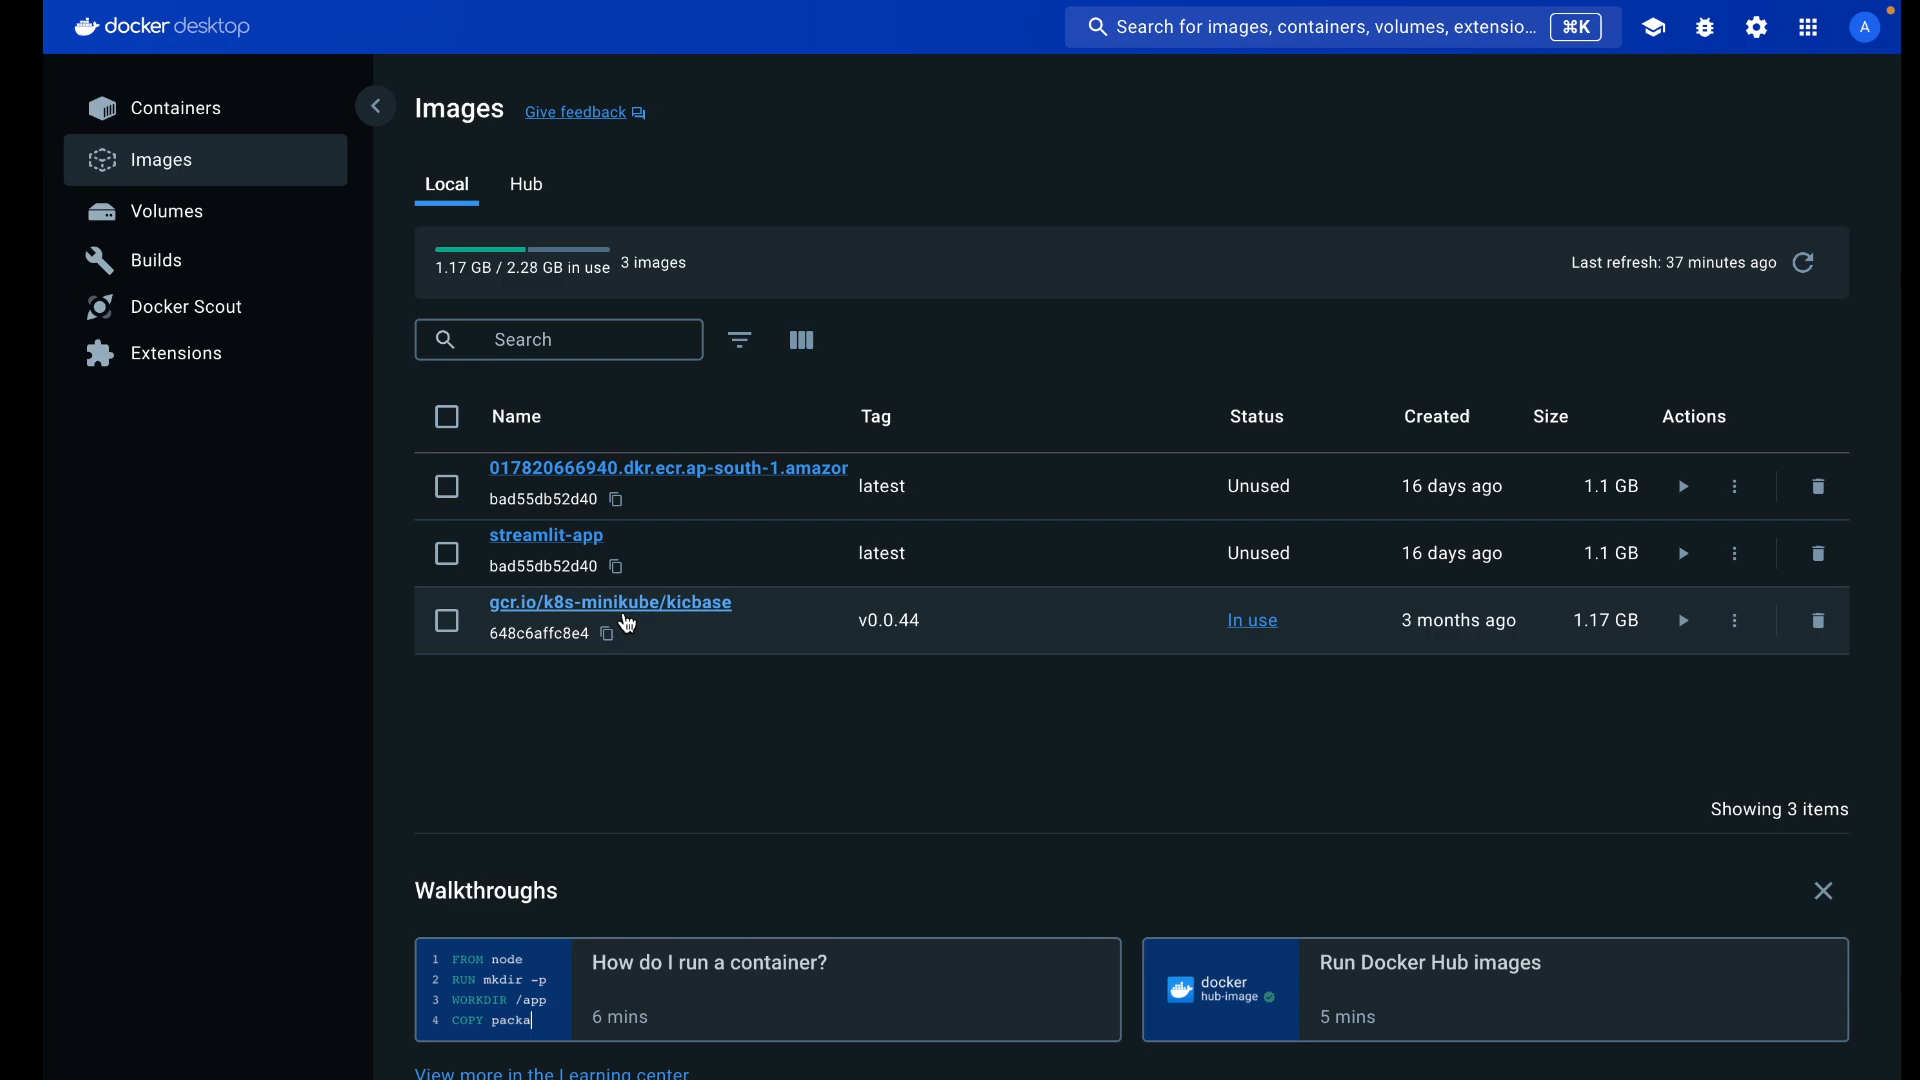 docker desktop
Search for images, containers, volumes, extensio... ⌘K
A
Containers
Images
Volumes
Builds
Docker Scout
Extensions
Images
Give feedback
Local Hub
1.17 GB / 2.28 GB in use 3 images
Last refresh: 37 minutes ago
Search
Name Tag Status Created Size Actions
017820666940.dkr.ecr.ap-south-1.amazor
bad55db52d40
latest Unused 16 days ago 1.1 GB
streamlit-app
bad55db52d40
latest Unused 16 days ago 1.1 GB
gcr.io/k8s-minikube/kicbase
648c6affc8e4
v0.0.44 In use 3 months ago 1.17 GB
Showing 3 items
Walkthroughs
1 FROM node
2 RUN mkdir -p
3 WORKDIR /app
4 COPY packa
How do I run a container?
6 mins
docker
hub-image
Run Docker Hub images
5 mins
View more in the Learning center